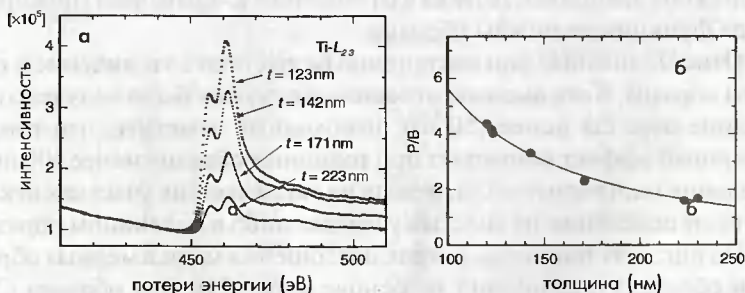 [×10⁵]
а
Ti-L₂₃
t = 123nm
t = 142nm
t = 171nm
t = 223nm
а
интенсивность
4
3
2
1
450
500
потери энергии (эВ)
б
P/B
8
6
4
2
0
б
100
150
200
250
толщина (нм)